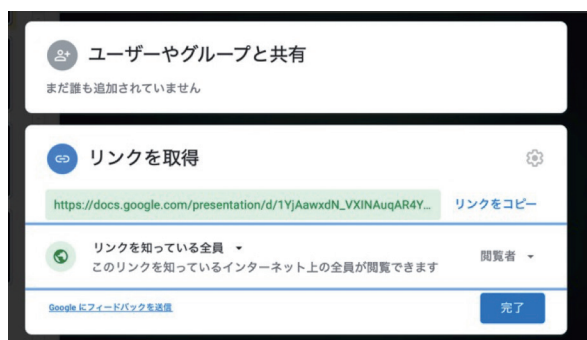 ユーザーやグループと共有
まだ誰も追加されていません
リンクを取得
https://docs.google.com/presentation/d/1YjAawxdN_VXINAuqAR4Y... リンクをコピー
リンクを知っている全員
このリンクを知っているインターネット上の全員が閲覧できます 閲覧者
Google にフィードバックを送信 完了